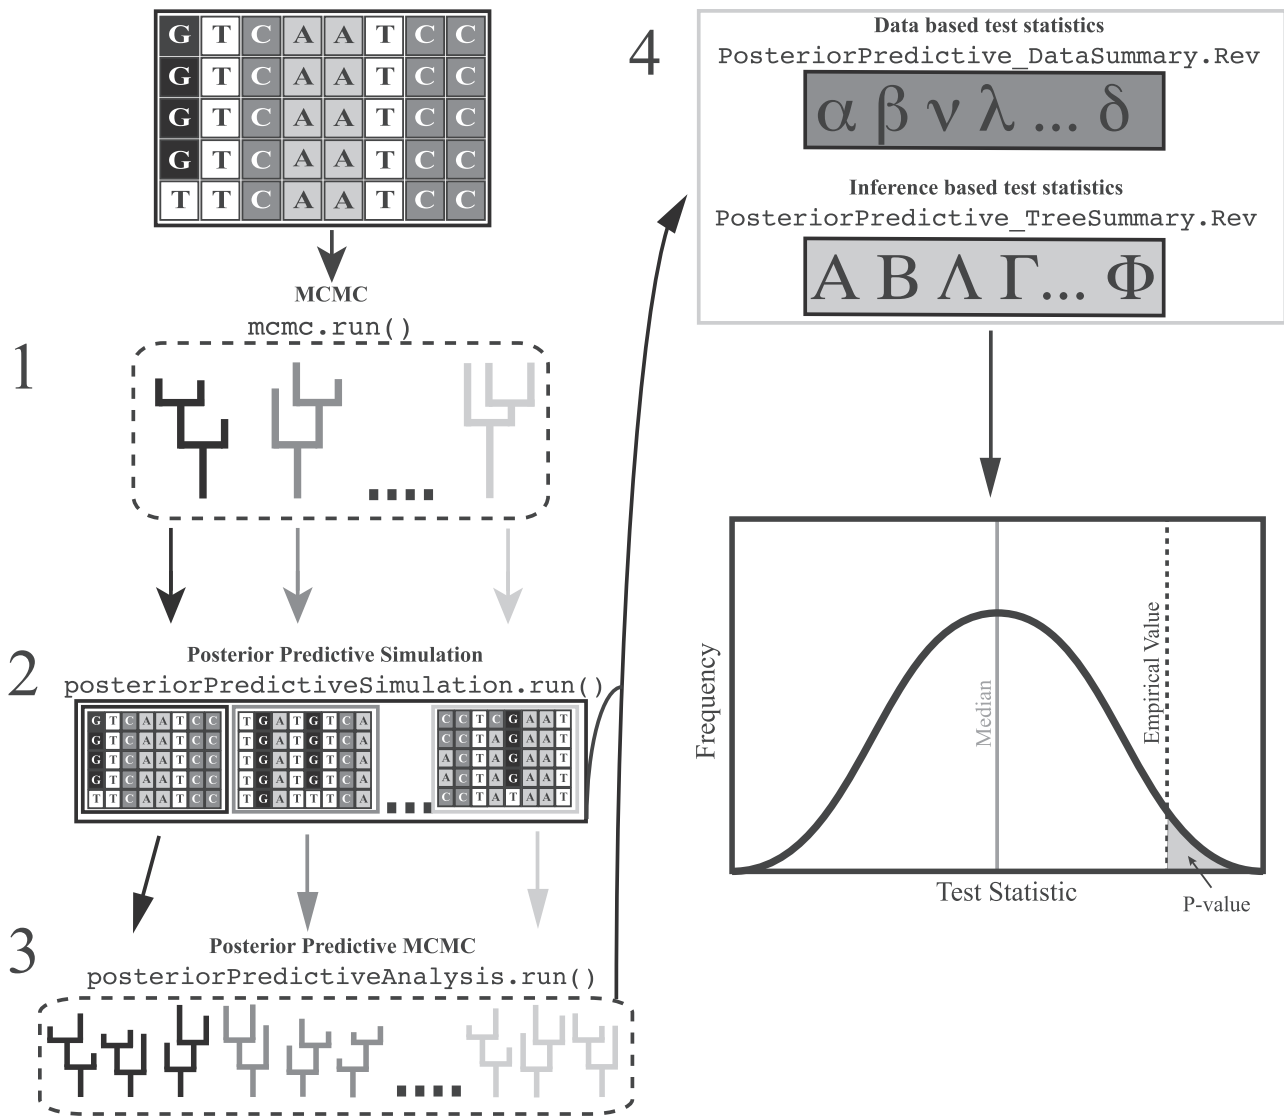 G T C A A T C C
G T C A A T C C
G T C A A T C C
G T C A A T C C
T T C A A T C C
MCMC
mcmc.run()
1
....
2
Posterior Predictive Simulation
posteriorPredictiveSimulation.run()
G T C A A T C C
G T C A A T C C
G T C A A T C C
G T C A A T C C
T T C A A T C C
T G A T G T C A
T G A T G T C A
T G A T G T C A
T G A T G T C A
T G A T T T C A
....
C C T C G A A T
C C T A G A A T
A C T A G A A T
A C T A G A A T
C C T A T A A T
3
Posterior Predictive MCMC
posteriorPredictiveAnalysis.run()
....
4
Data based test statistics
PosteriorPredictive_DataSummary.Rev
α β ν λ ... δ
Inference based test statistics
PosteriorPredictive_TreeSummary.Rev
Α Β Λ Γ... Φ
Frequency
Median
Empirical Value
Test Statistic
P-value